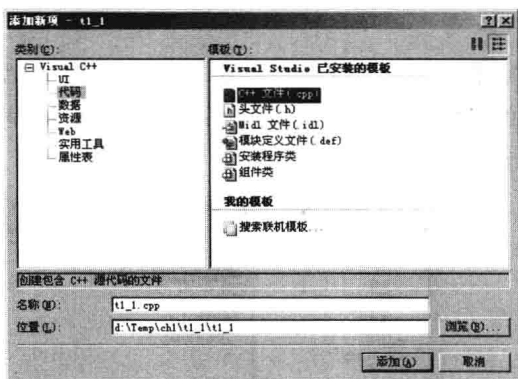 添加新项 - t1_1
类别(C):
模板(T):
Visual C++
UI
代码
数据
资源
Web
实用工具
属性表
Visual Studio 已安装的模板
C++ 文件(.cpp)
头文件(.h)
Midl 文件(.idl)
模块定义文件(.def)
安装程序类
组件类
我的模板
搜索联机模板...
创建包含 C++ 源代码的文件
名称(N):
t1_1.cpp
位置(L):
d:\Temp\ch1\t1_1\t1_1
浏览(B)...
添加(A)
取消